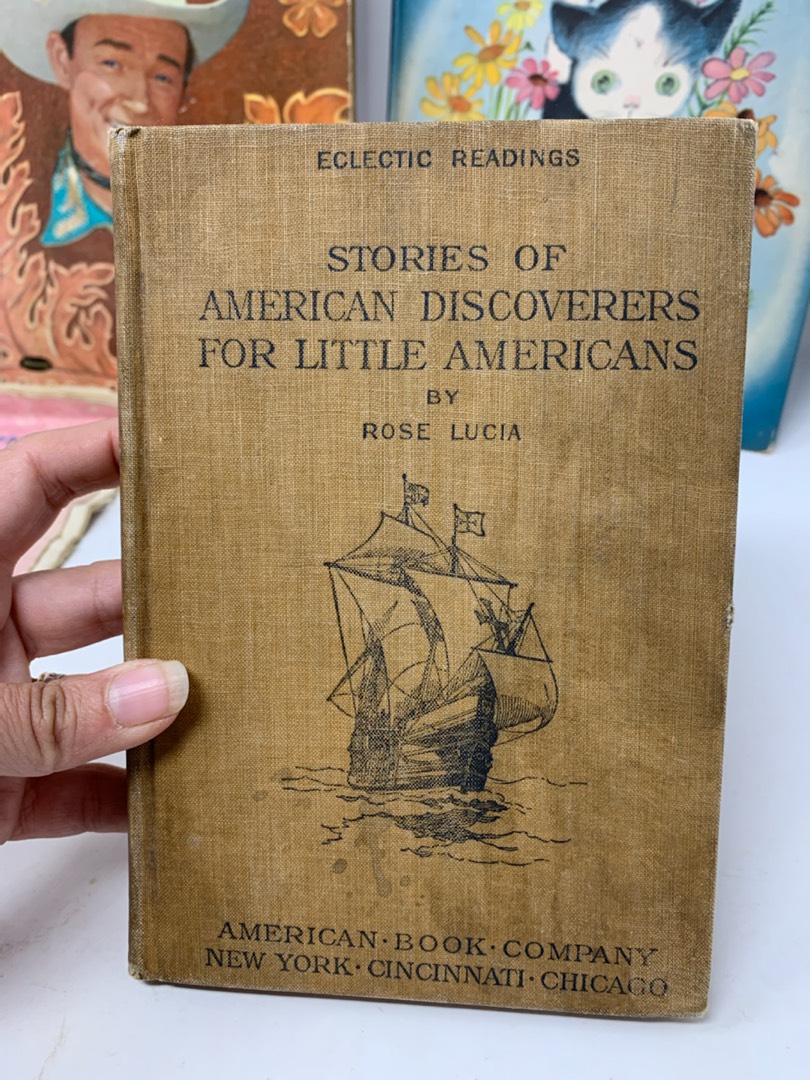 ECLECTIC READINGS
STORIES OF
AMERICAN DISCOVERERS
FOR LITTLE AMERICANS
BY
ROSE LUCIA
AMERICAN·BOOK·COMPANY
NEW YORK·CINCINNATI·CHICAGO